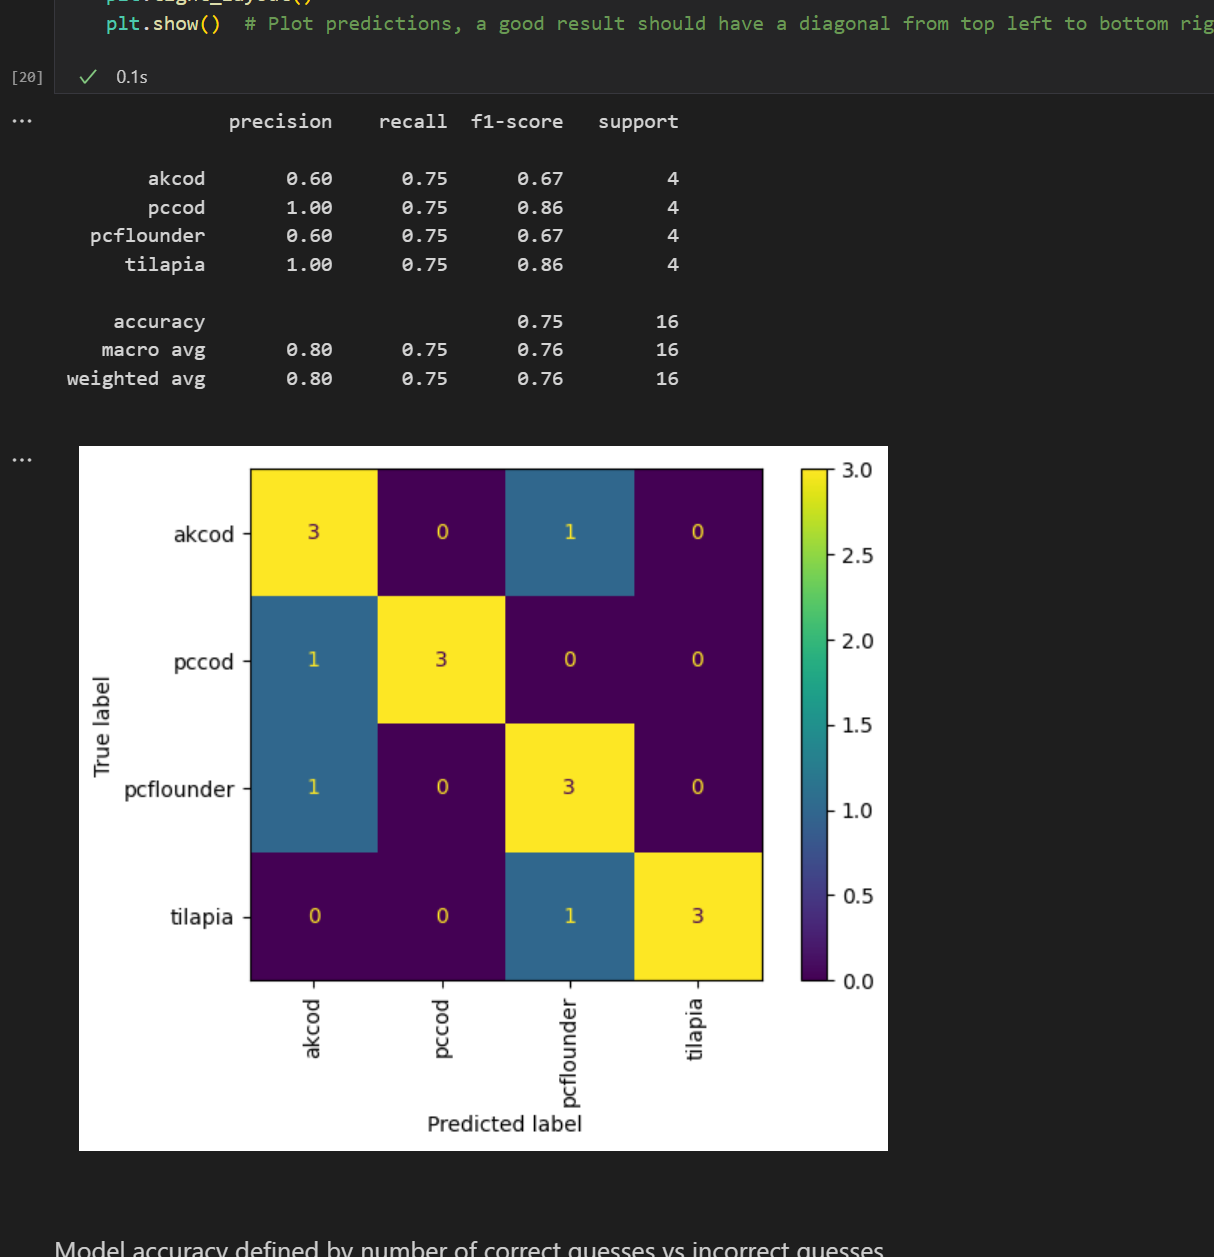 plt.tight_layout()
plt.show()  # Plot predictions, a good result should have a diagonal from top left to bottom rig
[20] ✓ 0.1s
... precision recall f1-score support
akcod 0.60 0.75 0.67 4
pccod 1.00 0.75 0.86 4
pcflounder 0.60 0.75 0.67 4
tilapia 1.00 0.75 0.86 4
accuracy 0.75 16
macro avg 0.80 0.75 0.76 16
weighted avg 0.80 0.75 0.76 16
...
True label
akcod 3 0 1 0
pccod 1 3 0 0
pcflounder 1 0 3 0
tilapia 0 0 1 3
akcod pccod pcflounder tilapia
Predicted label
3.0
2.5
2.0
1.5
1.0
0.5
0.0
Model accuracy defined by number of correct guesses vs incorrect guesses